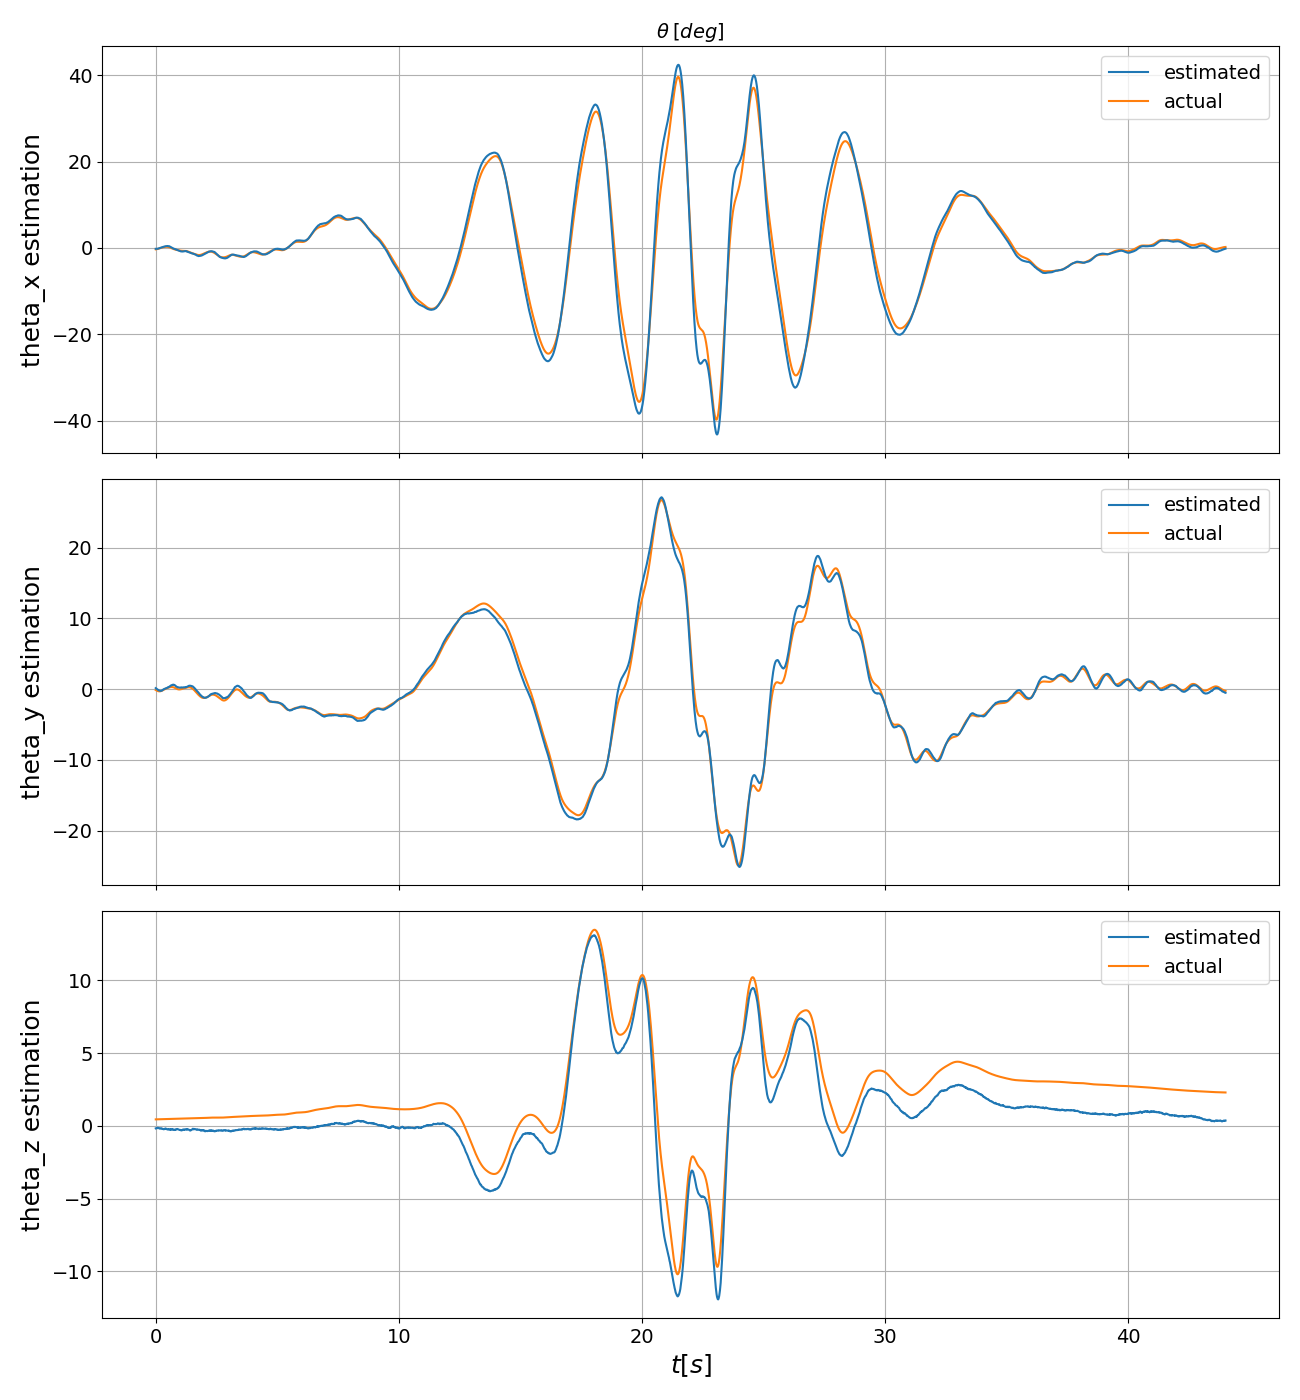 θ [deg]
theta_x estimation
40
20
0
−20
−40
estimated
actual
theta_y estimation
20
10
0
−10
−20
estimated
actual
theta_z estimation
10
5
0
−5
−10
estimated
actual
0 10 20 30 40
t[s]